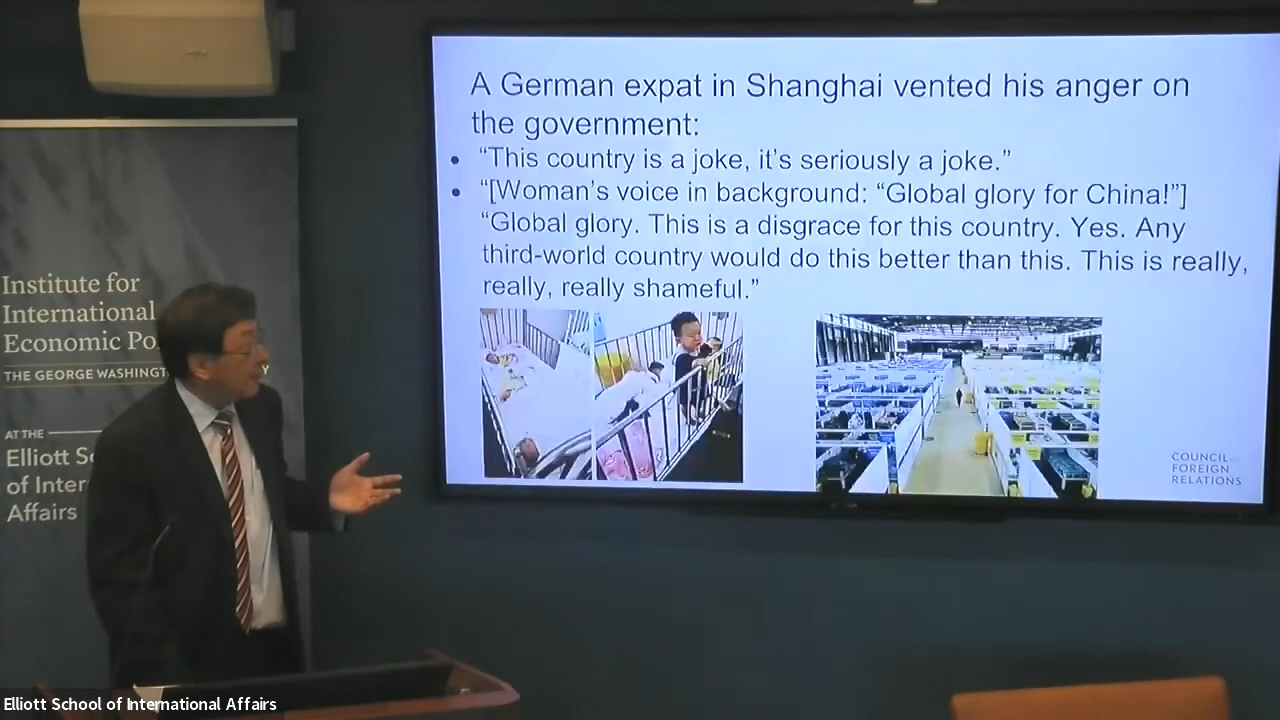 A German expat in Shanghai vented his anger on
the government:
• “This country is a joke, it’s seriously a joke.”
• “[Woman’s voice in background: “Global glory for China!”]
“Global glory. This is a disgrace for this country. Yes. Any
third-world country would do this better than this. This is really,
really, really shameful.”
COUNCIL
FOREIGN
RELATIONS
Institute for
International
Economic Po
THE GEORGE WASHINGT Y
AT THE
Elliott S
of Inter
Affairs
Elliott School of International Affairs